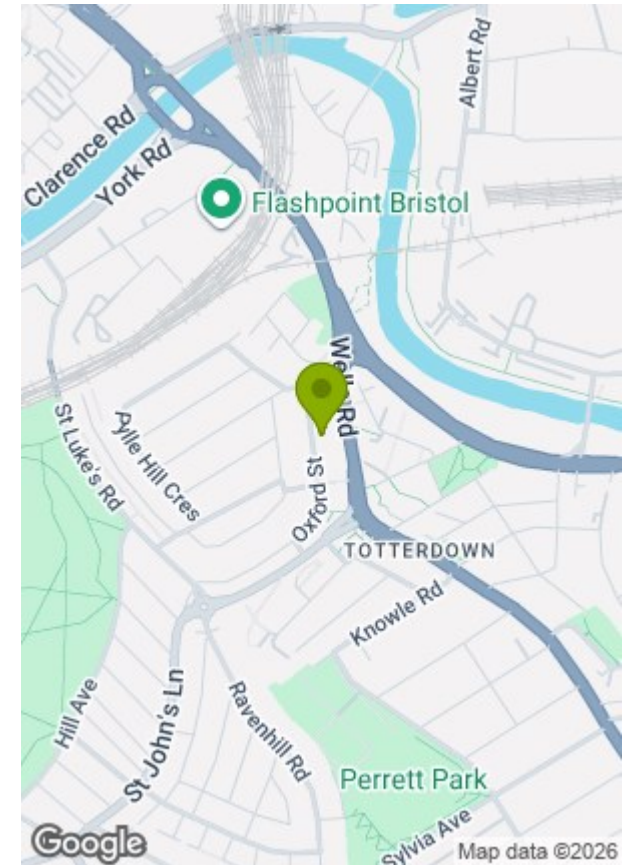 Albert Rd
Clarence Rd
York Rd
Flashpoint Bristol
Rd
St Luke's Rd
Pylle Hill Cres
Oxford St
TOTTERDOWN
Knowle Rd
Hill Ave
St John's Ln
Ravenhill Rd
Perrett Park
Sylvia Ave
Google
Map data ©2026